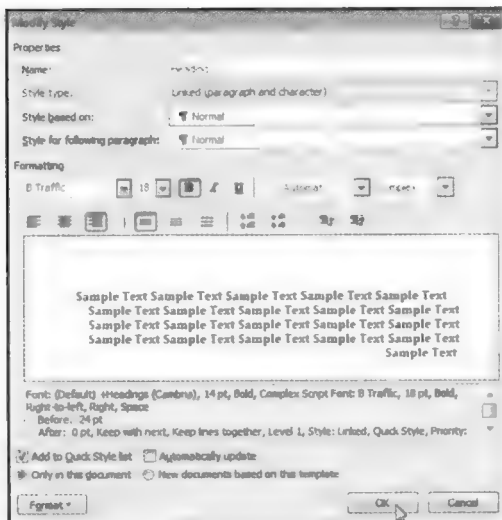 Modify Style
Properties
Name:
Style type: Linked (paragraph and character)
Style based on: ¶ Normal
Style for following paragraph: ¶ Normal
Formatting
B Traffic 18 B I U Automat
Sample Text Sample Text Sample Text Sample Text Sample Text
Sample Text Sample Text Sample Text Sample Text Sample Text
Sample Text Sample Text Sample Text Sample Text Sample Text
Sample Text Sample Text Sample Text Sample Text Sample Text
Sample Text
Font: (Default) +Headings (Cambria), 14 pt, Bold, Complex Script Font: B Traffic, 18 pt, Bold,
Right-to-left, Right, Space
Before: 24 pt
After: 0 pt, Keep with next, Keep lines together, Level 1, Style: Linked, Quick Style, Priority:
Add to Quick Style list Automatically update
Only in this document New documents based on this template
Format OK Cancel